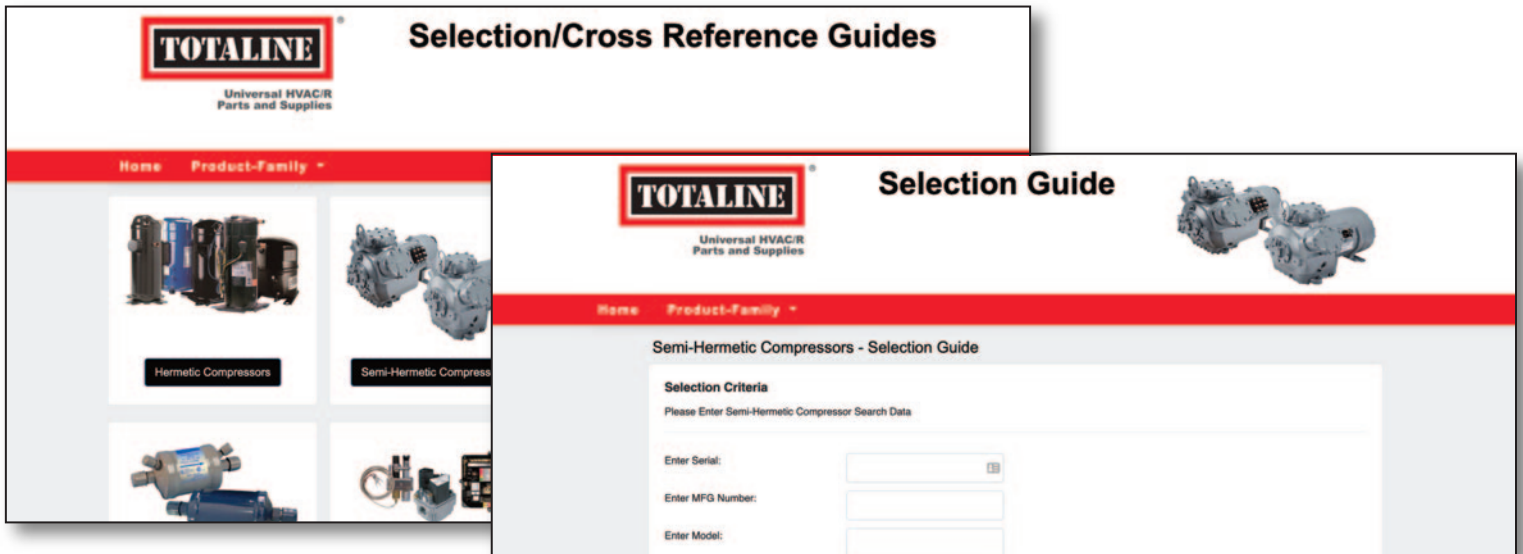 TOTALINE
®
Universal HVAC/R
Parts and Supplies
Selection/Cross Reference Guides
Home Product-Family
Hermetic Compressors
Semi-Hermetic Compress
TOTALINE
®
Universal HVAC/R
Parts and Supplies
Selection Guide
Home Product-Family
Semi-Hermetic Compressors - Selection Guide
Selection Criteria
Please Enter Semi-Hermetic Compressor Search Data
Enter Serial:
Enter MFG Number:
Enter Model: